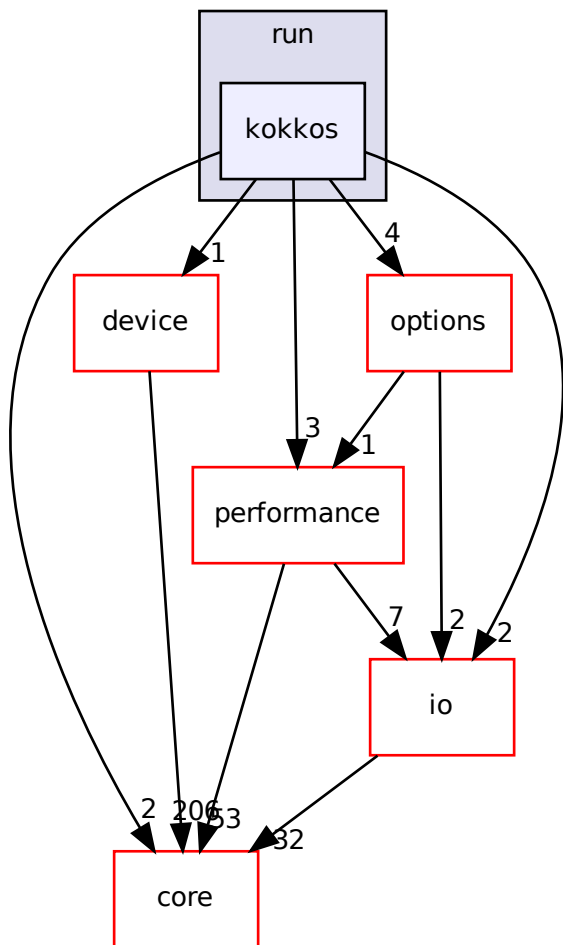 run
kokkos
4
1
device
options
3
1
performance
7
2
2
io
2
206
53
32
core